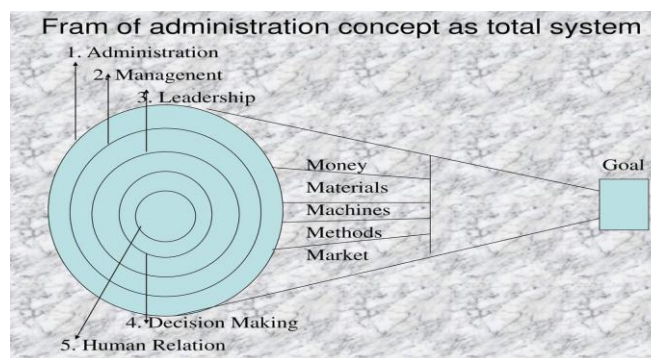 Fram of administration concept as total system
1. Administration
2. Management
3. Leadership
Money
Materials
Machines
Methods
Market
Goal
4. Decision Making
5. Human Relation